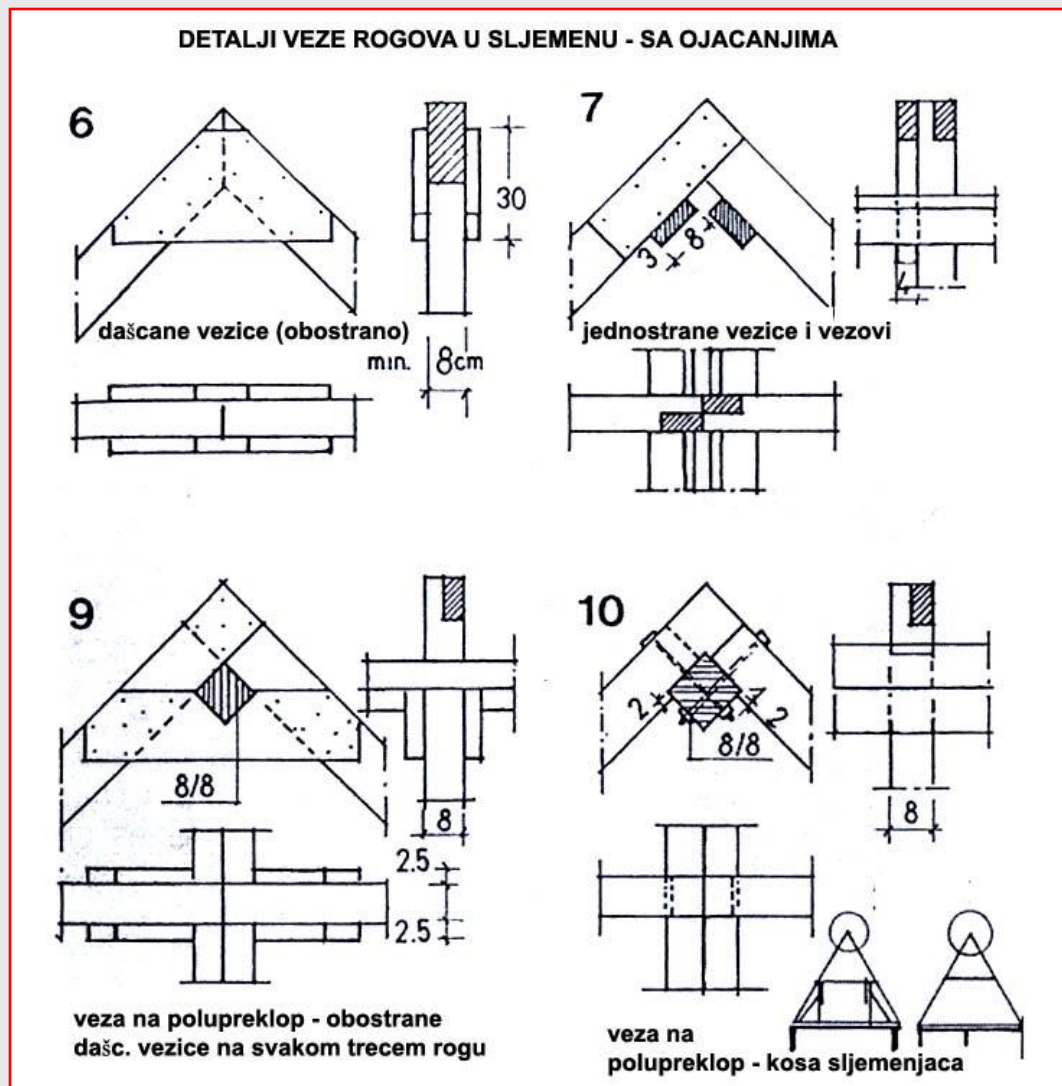 DETALJI VEZE ROGOVA U SLJEMENU - SA OJACANJIMA
6
30
dašcane vezice (obostrano)
min. 8cm
7
3
8
4
jednostrane vezice i vezovi
9
8/8
8
2.5
2.5
veza na polupreklop - obostrane
dašc. vezice na svakom trecem rogu
10
2
2
8/8
8
veza na
polupreklop - kosa sljemenjaca